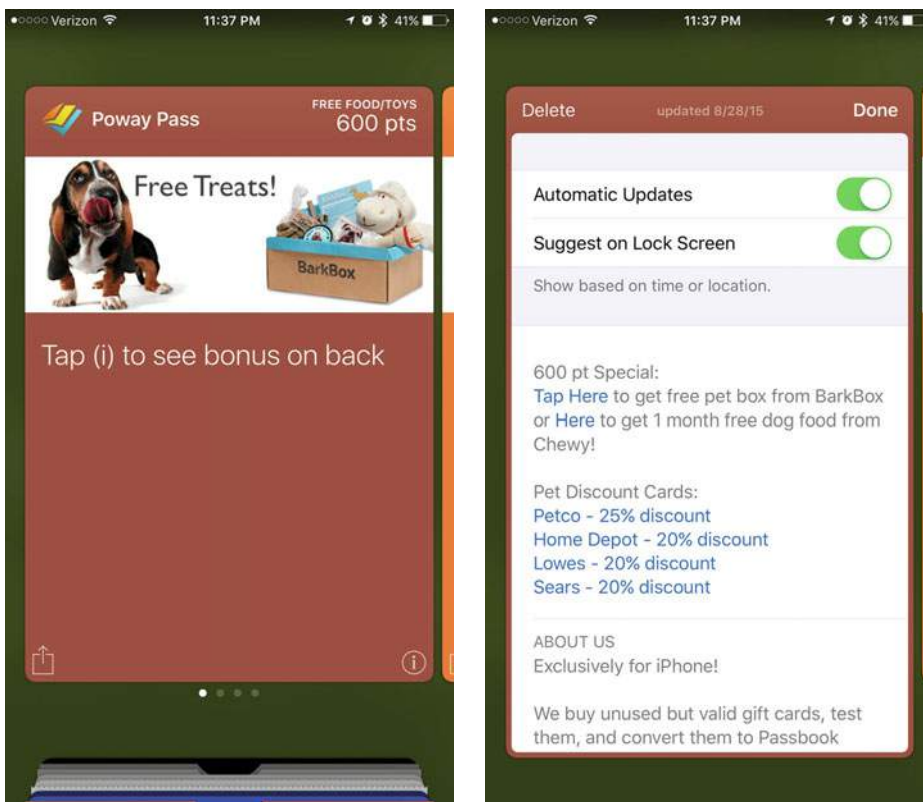 Verizon 11:37 PM 41%
Poway Pass
FREE FOOD/TOYS
600 pts
Free Treats!
BarkBox
Tap (i) to see bonus on back
Verizon 11:37 PM 41%
Delete updated 8/28/15 Done
Automatic Updates
Suggest on Lock Screen
Show based on time or location.
600 pt Special:
Tap Here to get free pet box from BarkBox
or Here to get 1 month free dog food from
Chewy!
Pet Discount Cards:
Petco - 25% discount
Home Depot - 20% discount
Lowes - 20% discount
Sears - 20% discount
ABOUT US
Exclusively for iPhone!
We buy unused but valid gift cards, test
them, and convert them to Passbook